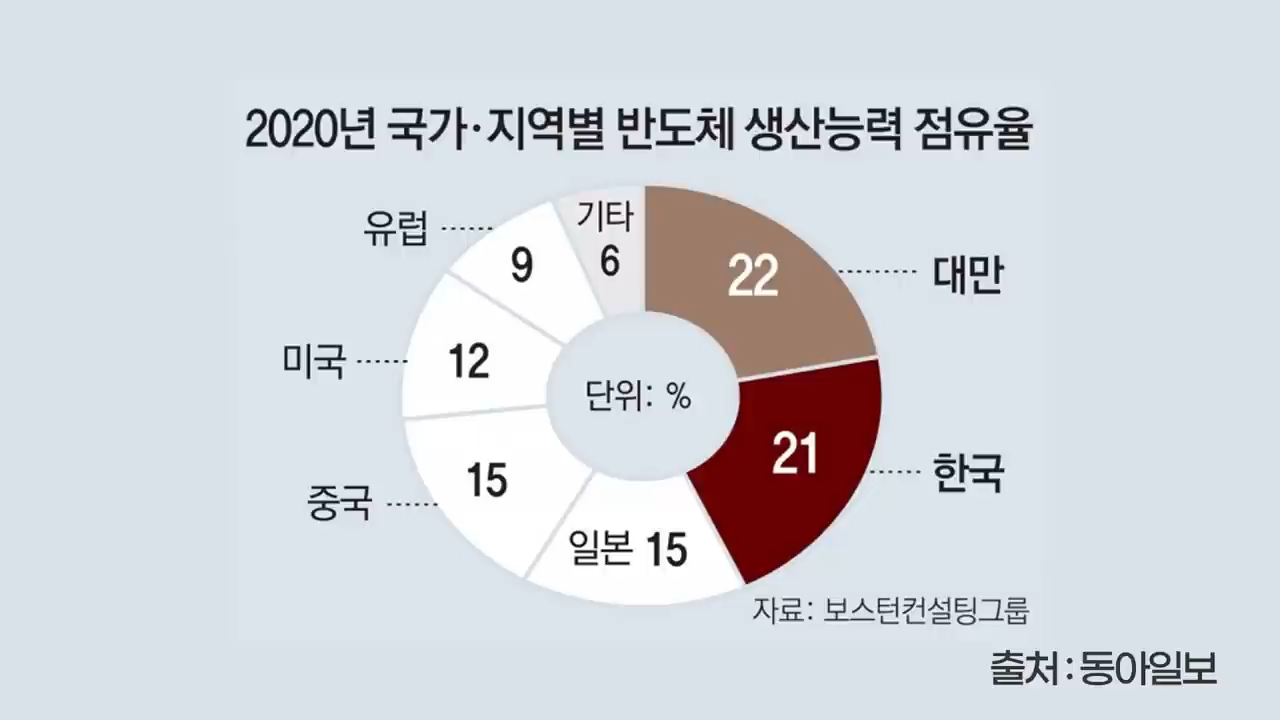 2020년 국가·지역별 반도체 생산능력 점유율
기타
6
22
대만
21
한국
일본 15
15
중국
12
미국
9
유럽
단위: %
자료: 보스턴컨설팅그룹
출처 : 동아일보